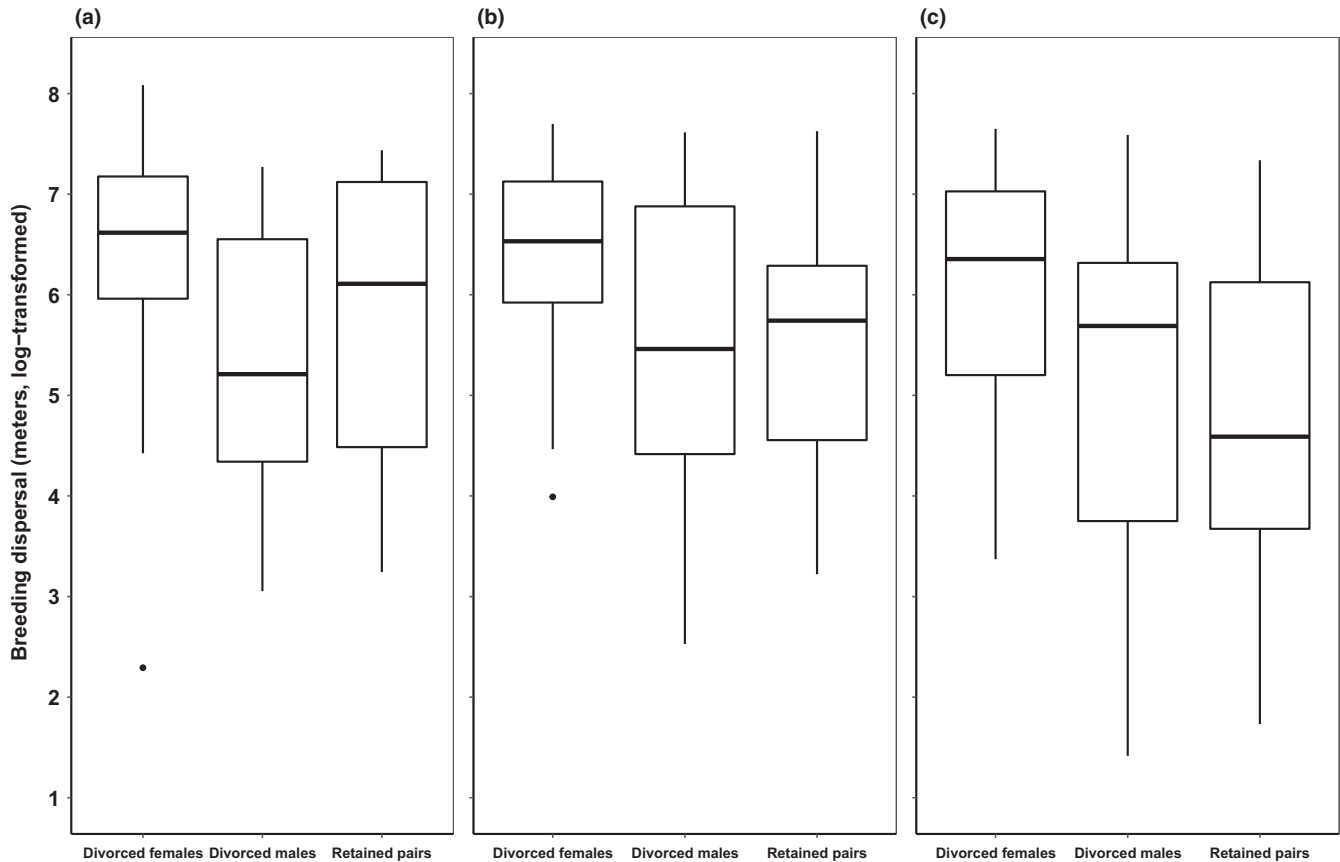 (a)
(b)
(c)
Breeding dispersal (meters, log−transformed)
8
7
6
5
4
3
2
1
Divorced females Divorced males Retained pairs
Divorced females Divorced males Retained pairs
Divorced females Divorced males Retained pairs